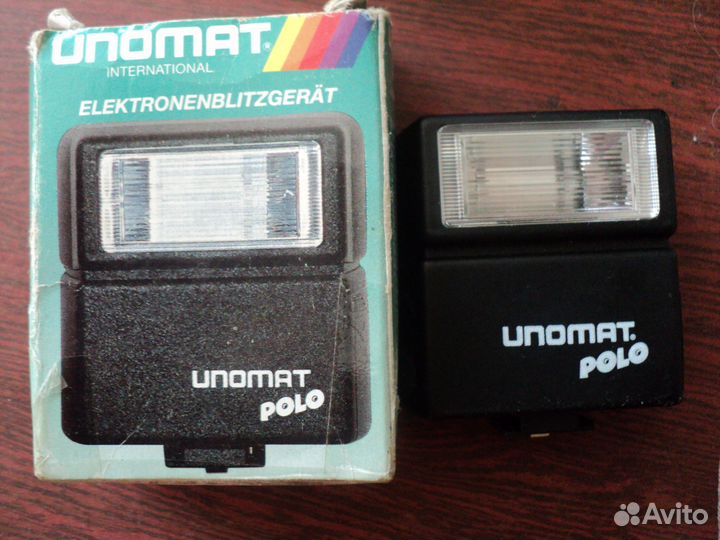 UNOMAT®
INTERNATIONAL
ELEKTRONENBLITZGERÄT
UNOMAT
POLO
UNOMAT®
POLO
Avito